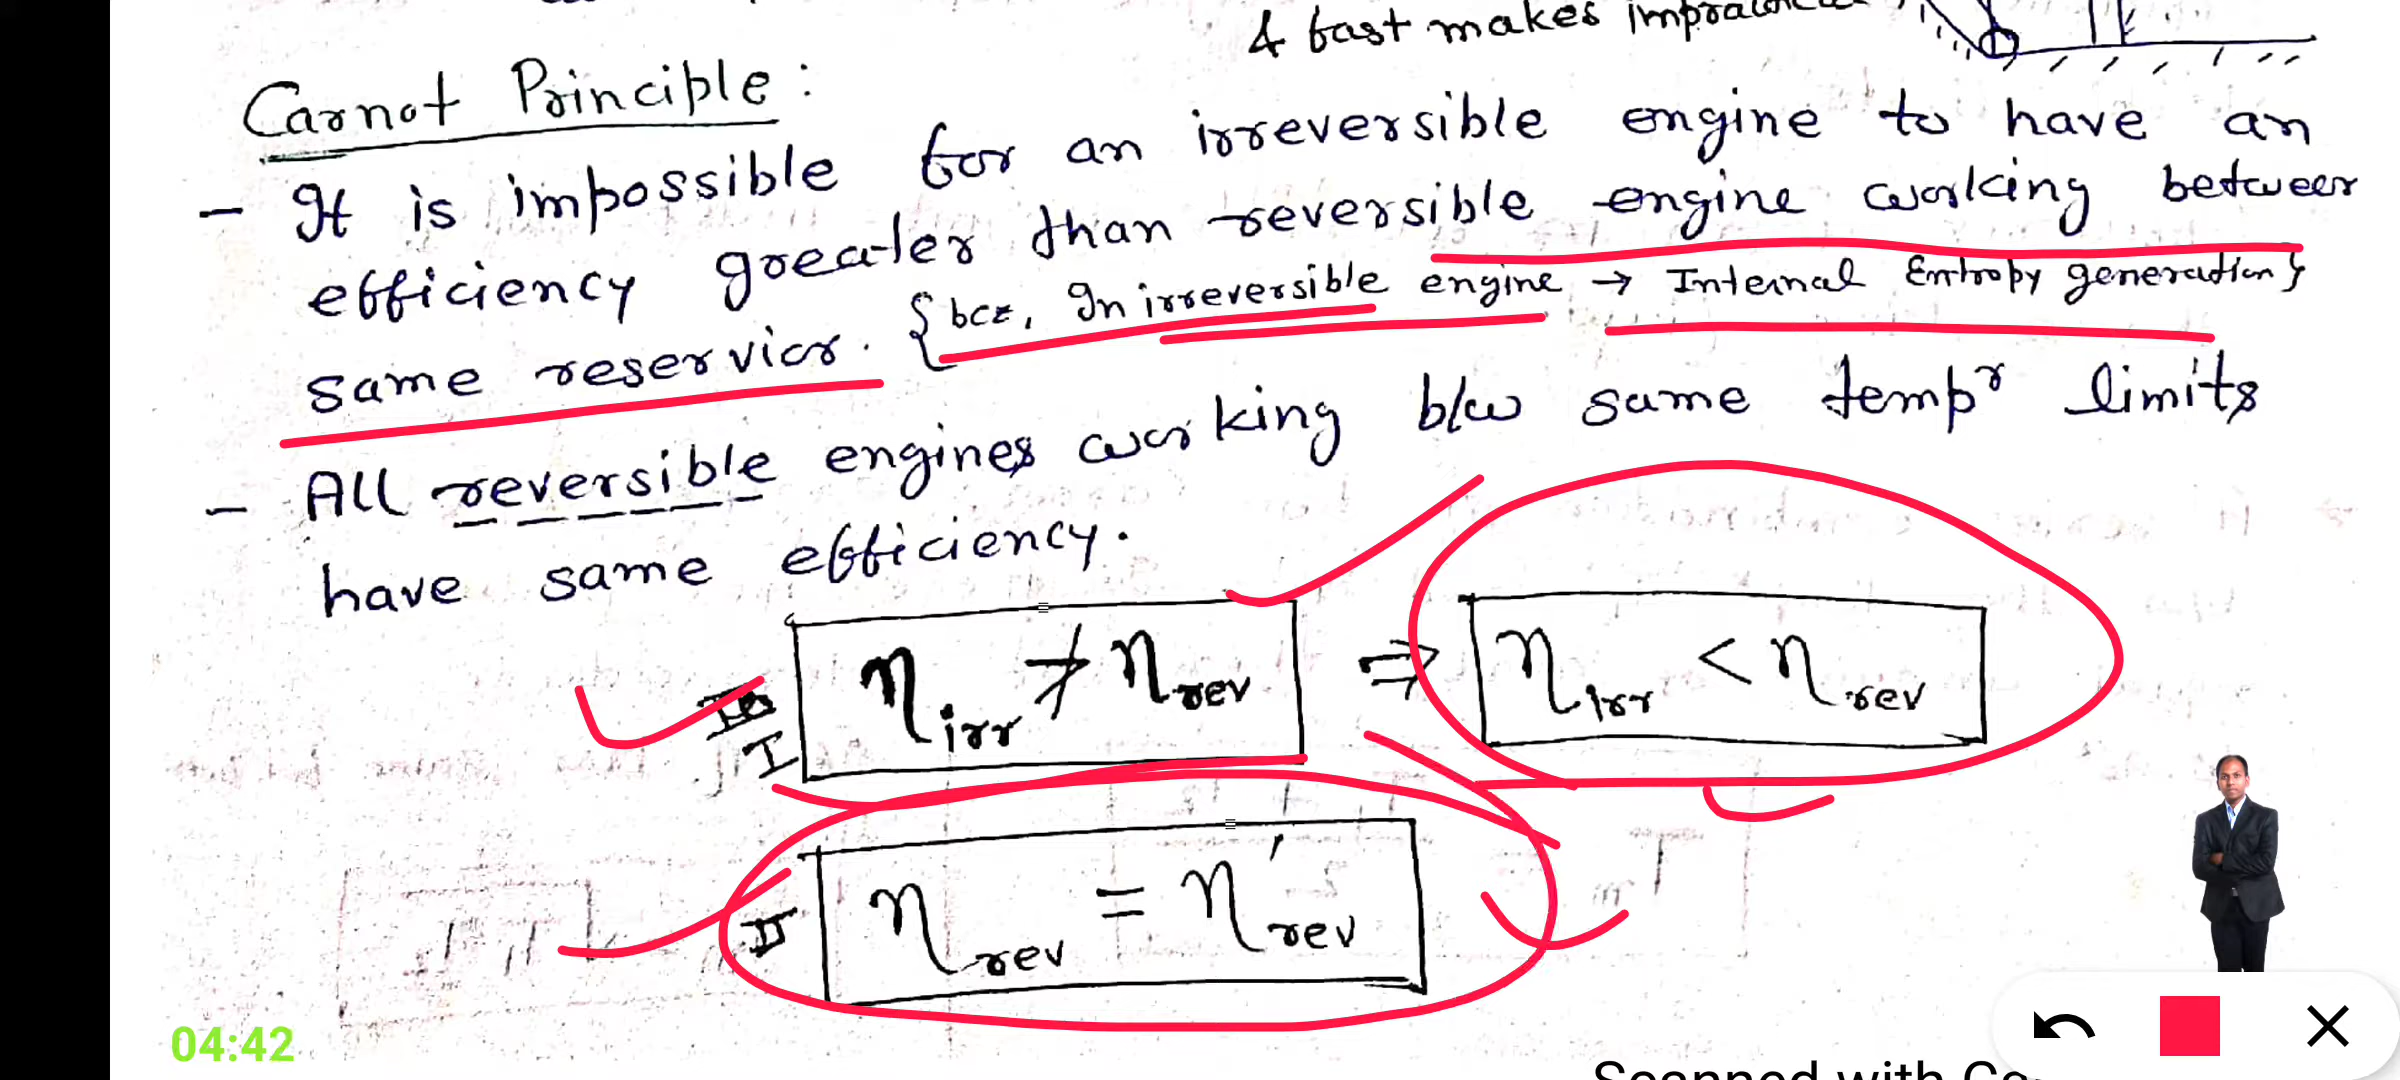 & fast makes
Carnot Principle :
- It is impossible for an irreversible engine to have an
efficiency greater than reversible engine working between
same reservior. {bcz, In irreversible engine → Internal Entropy generation}
- All reversible engines working b/w same tempr limits
have same efficiency.
I η irr ≯ η rev ⇒ η irr < η rev
II η rev = η' rev
04:42
Scanned with